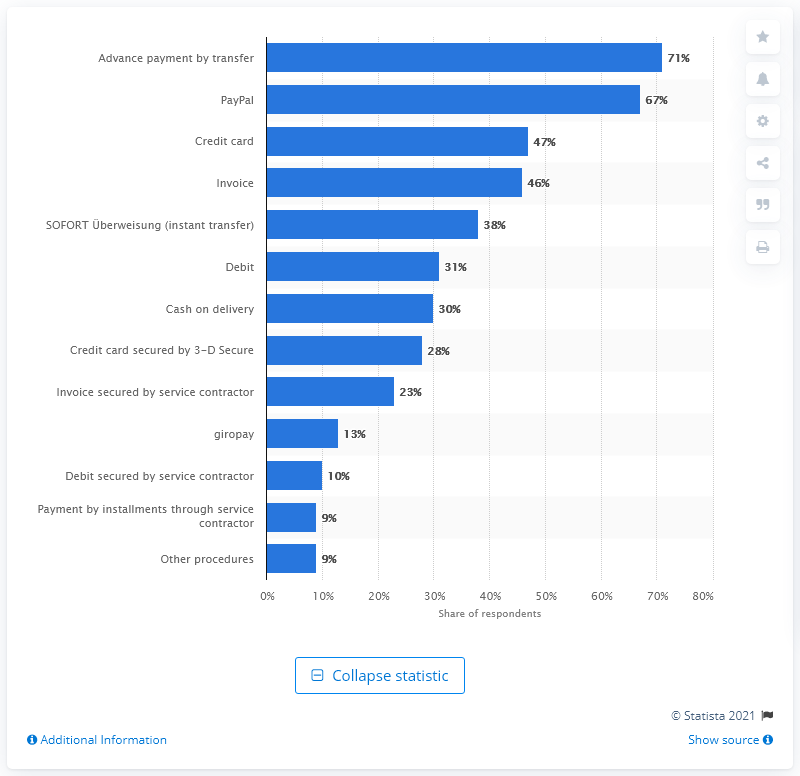 Advance payment by transfer 71%
PayPal 67%
Credit card 47%
Invoice 46%
SOFORT Überweisung (instant transfer) 38%
Debit 31%
Cash on delivery 30%
Credit card secured by 3-D Secure 28%
Invoice secured by service contractor 23%
giropay 13%
Debit secured by service contractor 10%
Payment by installments through service
contractor 9%
Other procedures 9%
0% 10% 20% 30% 40% 50% 60% 70% 80%
Share of respondents
Collapse statistic
© Statista 2021
Additional Information
Show source